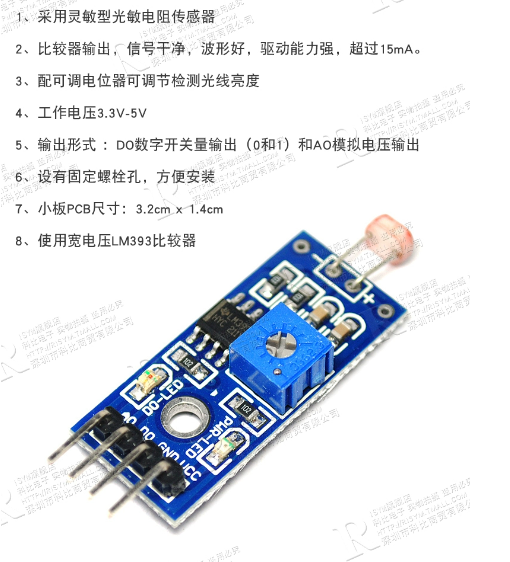 1、采用灵敏型光敏电阻传感器
2、比较器输出，信号干净，波形好，驱动能力强，超过15mA。
3、配可调电位器可调节检测光线亮度
4、工作电压3.3V-5V
5、输出形式 ：DO数字开关量输出（0和1）和AO模拟电压输出
6、设有固定螺栓孔，方便安装
7、小板PCB尺寸：3.2cm x 1.4cm
8、使用宽电压LM393比较器
102
DO-LED
102
PWR-LED
AO DO GND VCC